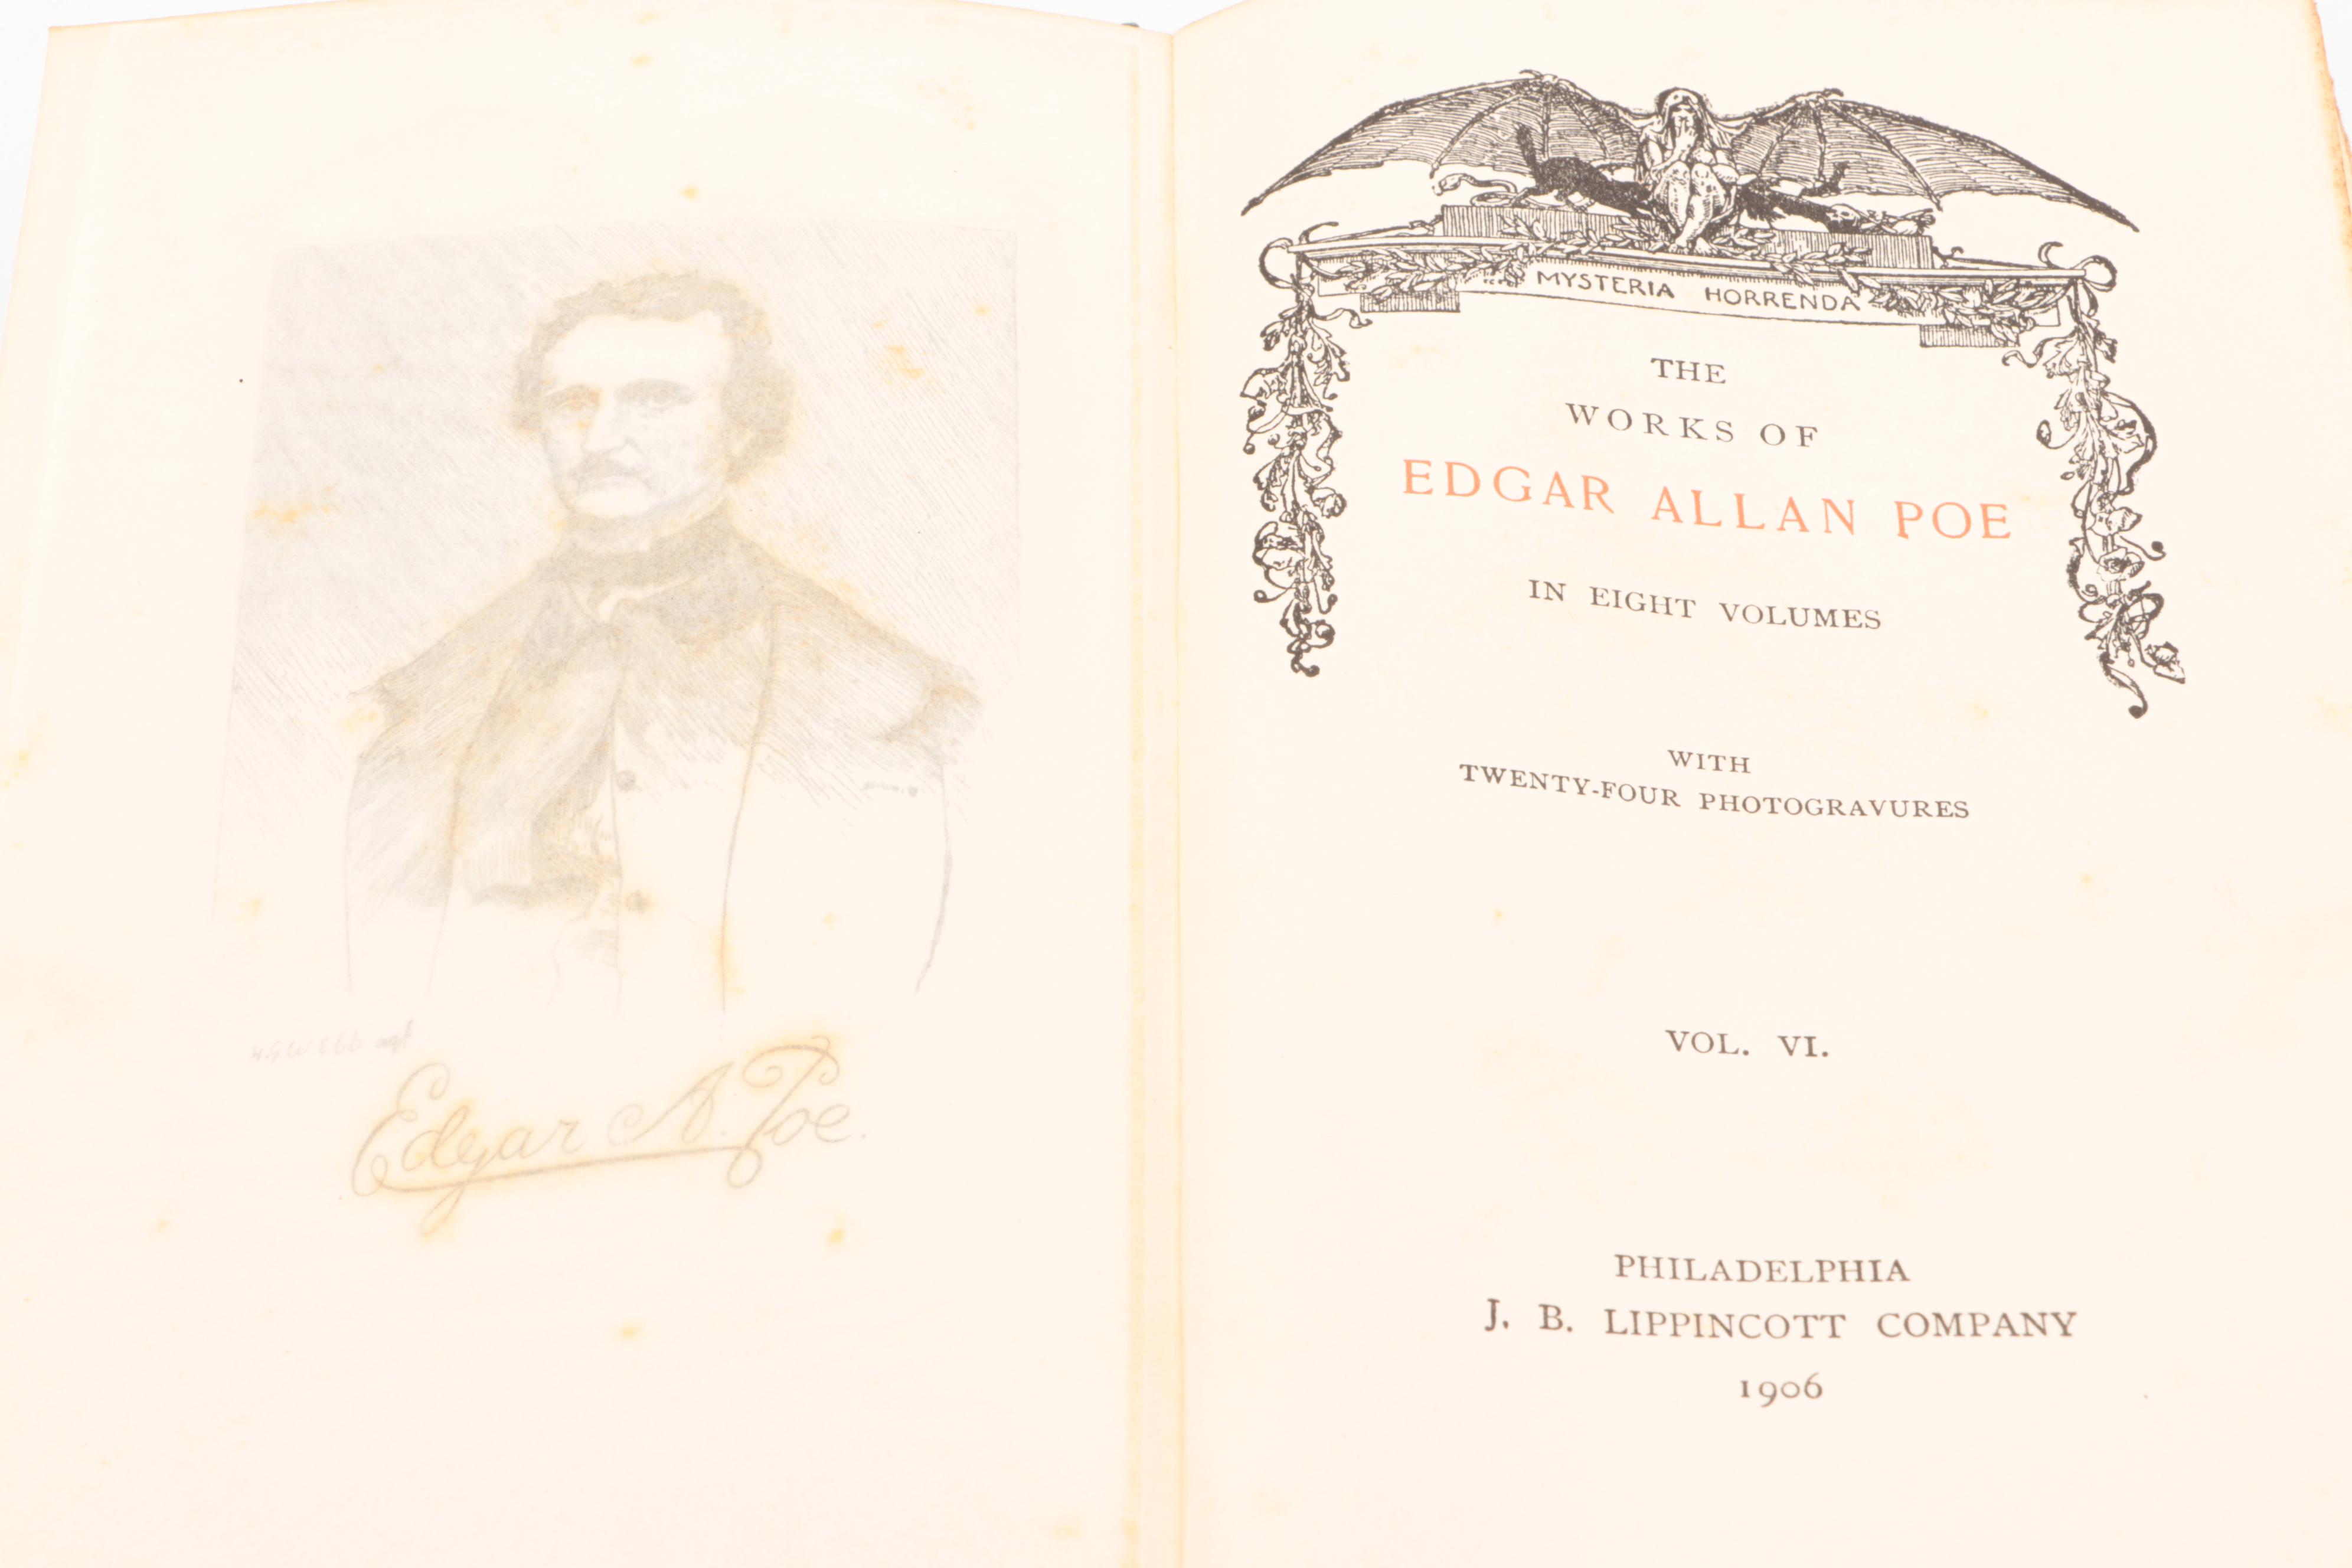 Edgar A. Poe.
MYSTERIA HORRENDA
THE
WORKS OF
EDGAR ALLAN POE
IN EIGHT VOLUMES
WITH
TWENTY-FOUR PHOTOGRAVURES
VOL. VI.
PHILADELPHIA
J. B. LIPPINCOTT COMPANY
1906